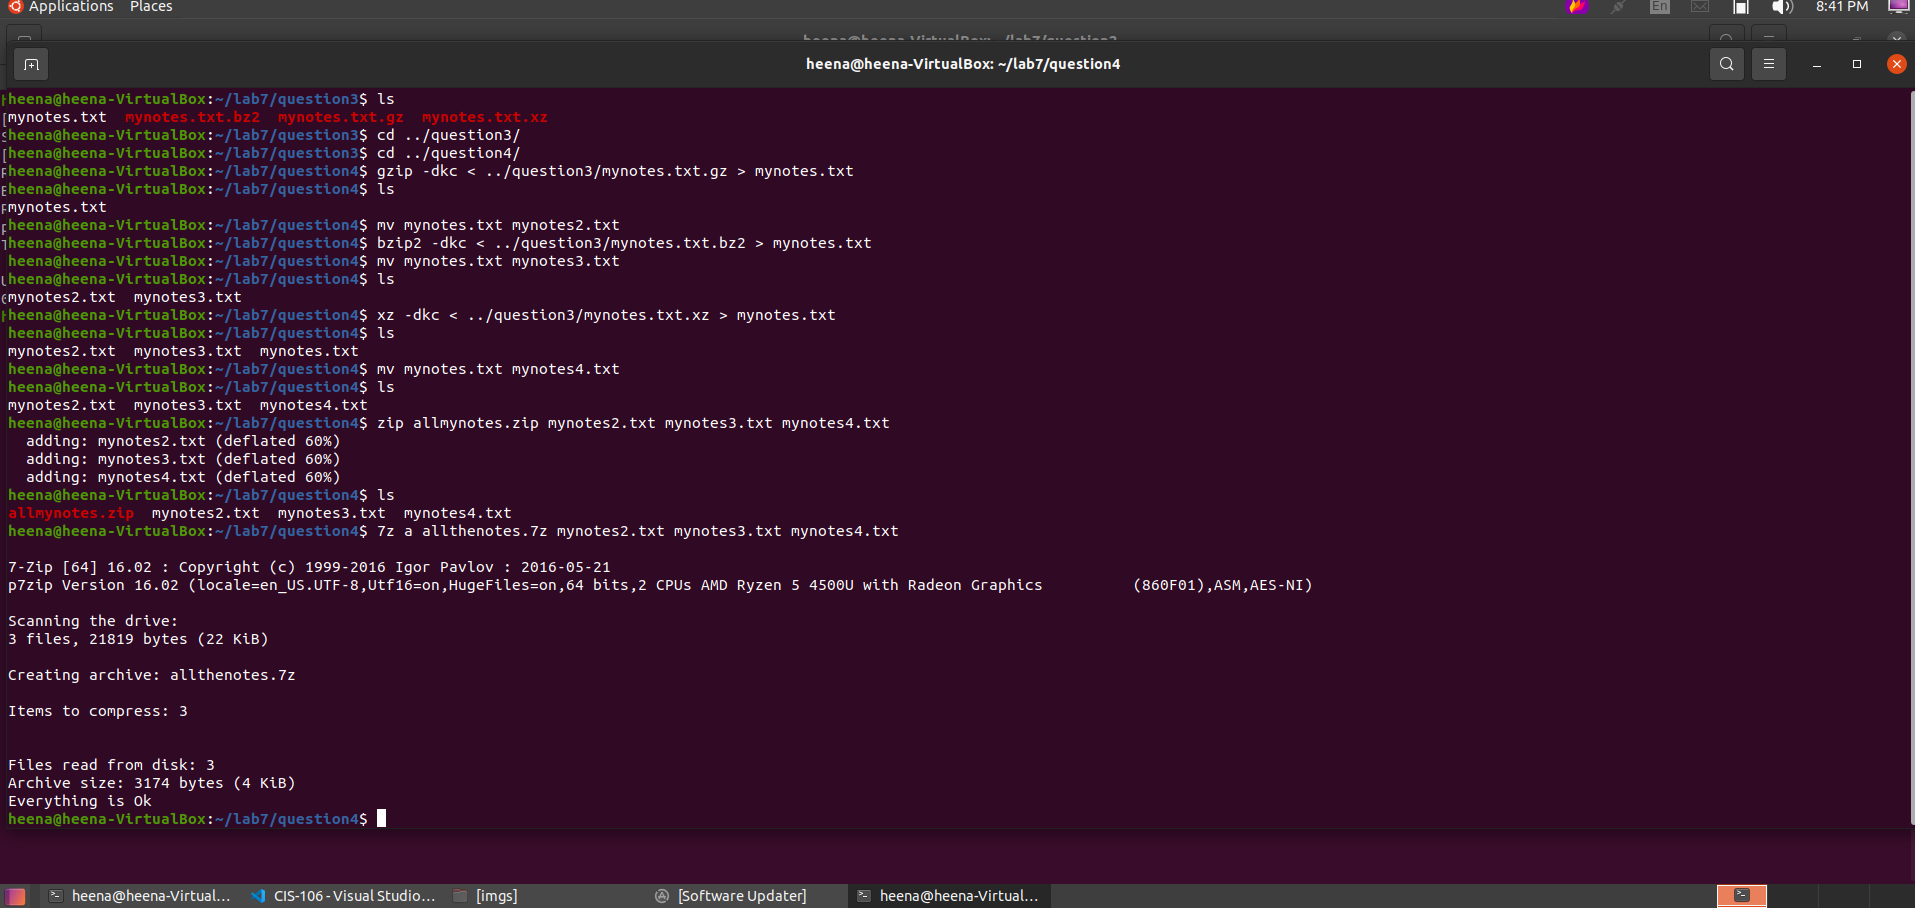 Applications Places En 8:41 PM
heena@heena-VirtualBox: ~/lab7/question3
heena@heena-VirtualBox: ~/lab7/question4
heena@heena-VirtualBox:~/lab7/question3$ ls
mynotes.txt  mynotes.txt.bz2  mynotes.txt.gz  mynotes.txt.xz
heena@heena-VirtualBox:~/lab7/question3$ cd ../question3/
heena@heena-VirtualBox:~/lab7/question3$ cd ../question4/
heena@heena-VirtualBox:~/lab7/question4$ gzip -dkc < ../question3/mynotes.txt.gz > mynotes.txt
heena@heena-VirtualBox:~/lab7/question4$ ls
mynotes.txt
heena@heena-VirtualBox:~/lab7/question4$ mv mynotes.txt mynotes2.txt
heena@heena-VirtualBox:~/lab7/question4$ bzip2 -dkc < ../question3/mynotes.txt.bz2 > mynotes.txt
heena@heena-VirtualBox:~/lab7/question4$ mv mynotes.txt mynotes3.txt
heena@heena-VirtualBox:~/lab7/question4$ ls
mynotes2.txt  mynotes3.txt
heena@heena-VirtualBox:~/lab7/question4$ xz -dkc < ../question3/mynotes.txt.xz > mynotes.txt
heena@heena-VirtualBox:~/lab7/question4$ ls
mynotes2.txt  mynotes3.txt  mynotes.txt
heena@heena-VirtualBox:~/lab7/question4$ mv mynotes.txt mynotes4.txt
heena@heena-VirtualBox:~/lab7/question4$ ls
mynotes2.txt  mynotes3.txt  mynotes4.txt
heena@heena-VirtualBox:~/lab7/question4$ zip allmynotes.zip mynotes2.txt mynotes3.txt mynotes4.txt
  adding: mynotes2.txt (deflated 60%)
  adding: mynotes3.txt (deflated 60%)
  adding: mynotes4.txt (deflated 60%)
heena@heena-VirtualBox:~/lab7/question4$ ls
allmynotes.zip  mynotes2.txt  mynotes3.txt  mynotes4.txt
heena@heena-VirtualBox:~/lab7/question4$ 7z a allthenotes.7z mynotes2.txt mynotes3.txt mynotes4.txt
7-Zip [64] 16.02 : Copyright (c) 1999-2016 Igor Pavlov : 2016-05-21
p7zip Version 16.02 (locale=en_US.UTF-8,Utf16=on,HugeFiles=on,64 bits,2 CPUs AMD Ryzen 5 4500U with Radeon Graphics          (860F01),ASM,AES-NI)
Scanning the drive:
3 files, 21819 bytes (22 KiB)
Creating archive: allthenotes.7z
Items to compress: 3
Files read from disk: 3
Archive size: 3174 bytes (4 KiB)
Everything is Ok
heena@heena-VirtualBox:~/lab7/question4$
heena@heena-Virtual... CIS-106 - Visual Studio... [imgs] [Software Updater] heena@heena-Virtual...